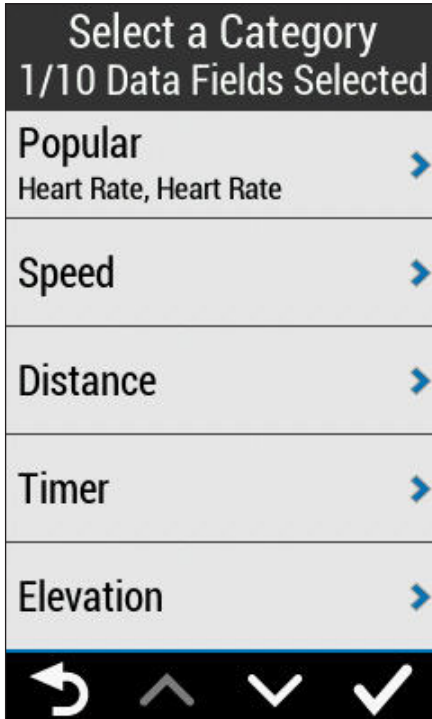 Select a Category
1/10 Data Fields Selected
Popular
Heart Rate, Heart Rate
Speed
Distance
Timer
Elevation